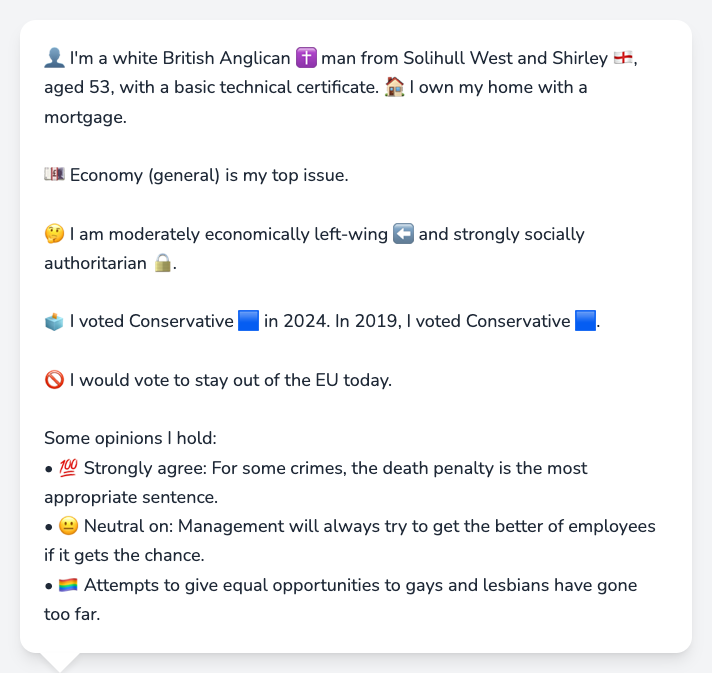 👤 I'm a white British Anglican ✝️ man from Solihull West and Shirley 🏴󠁧󠁢󠁥󠁮󠁧󠁿,
aged 53, with a basic technical certificate. 🏠 I own my home with a
mortgage.
💷 Economy (general) is my top issue.
🤔 I am moderately economically left-wing ⬅️ and strongly socially
authoritarian 🔒.
🗳️ I voted Conservative 🟦 in 2024. In 2019, I voted Conservative 🟦.
🚫 I would vote to stay out of the EU today.
Some opinions I hold:
• 💯 Strongly agree: For some crimes, the death penalty is the most
appropriate sentence.
• 😐 Neutral on: Management will always try to get the better of employees
if it gets the chance.
• 🏳️‍🌈 Attempts to give equal opportunities to gays and lesbians have gone
too far.